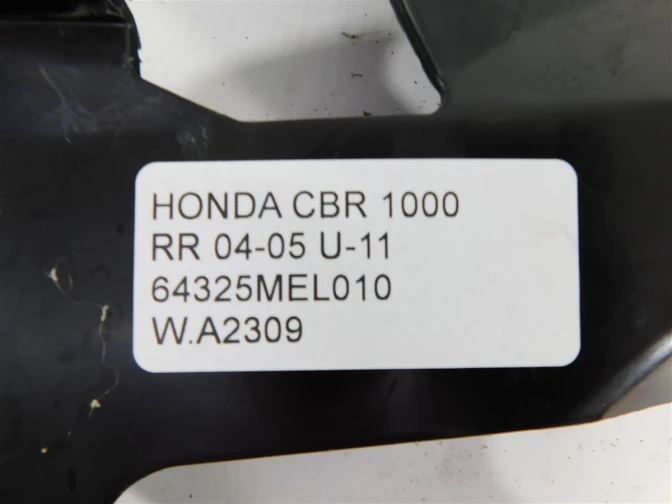 HONDA CBR 1000
RR 04-05 U-11
64325MEL010
W.A2309